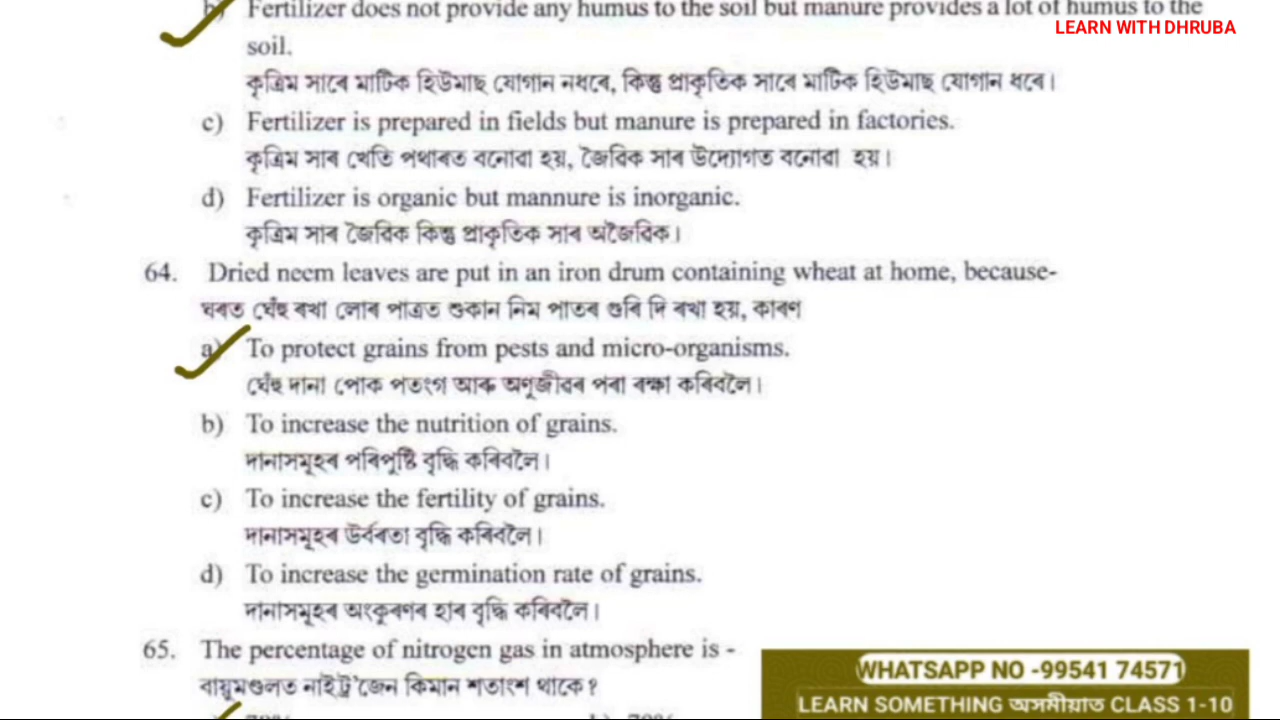 b) Fertilizer does not provide any humus to the soil but manure provides a lot of humus to the
LEARN WITH DHRUBA
soil.
কৃত্ৰিম সাৰে মাটিক হিউমাছ যোগান নধৰে, কিন্তু প্ৰাকৃতিক সাৰে মাটিক হিউমাছ যোগান ধৰে।
c) Fertilizer is prepared in fields but manure is prepared in factories.
কৃত্ৰিম সাৰ খেতি পথাৰত বনোৱা হয়, জৈৱিক সাৰ উদ্যোগত বনোৱা হয়।
d) Fertilizer is organic but mannure is inorganic.
কৃত্ৰিম সাৰ জৈৱিক কিন্তু প্ৰাকৃতিক সাৰ অজৈৱিক।
64. Dried neem leaves are put in an iron drum containing wheat at home, because-
ঘৰত ঘেঁহু ৰখা লোৰ পাত্ৰত শুকান নিম পাতৰ গুৰি দি ৰখা হয়, কাৰণ
a) To protect grains from pests and micro-organisms.
ঘেঁহু দানা পোক পতংগ আৰু অণুজীৱৰ পৰা ৰক্ষা কৰিবলৈ।
b) To increase the nutrition of grains.
দানাসমূহৰ পৰিপুষ্টি বৃদ্ধি কৰিবলৈ।
c) To increase the fertility of grains.
দানাসমূহৰ উৰ্বৰতা বৃদ্ধি কৰিবলৈ।
d) To increase the germination rate of grains.
দানাসমূহৰ অংকুৰণৰ হাৰ বৃদ্ধি কৰিবলৈ।
65. The percentage of nitrogen gas in atmosphere is -
বায়ুমণ্ডলত নাইট্ৰ'জেন কিমান শতাংশ থাকে ?
WHATSAPP NO -99541 74571
LEARN SOMETHING অসমীয়াত CLASS 1-10